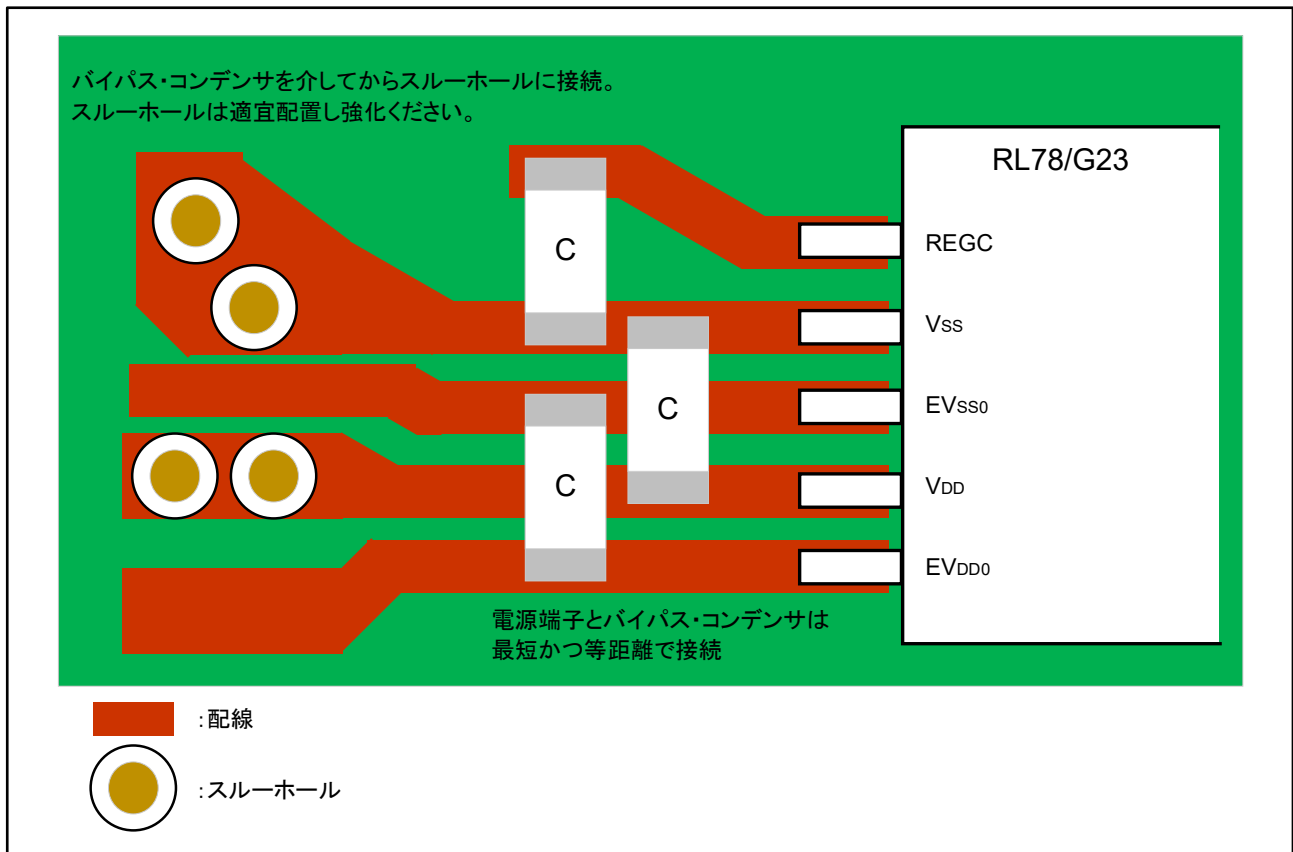 バイパス・コンデンサを介してからスルーホールに接続。
スルーホールは適宜配置し強化ください。
RL78/G23
C
REGC
VSS
C
EVSS0
C
VDD
EVDD0
電源端子とバイパス・コンデンサは
最短かつ等距離で接続
:配線
:スルーホール